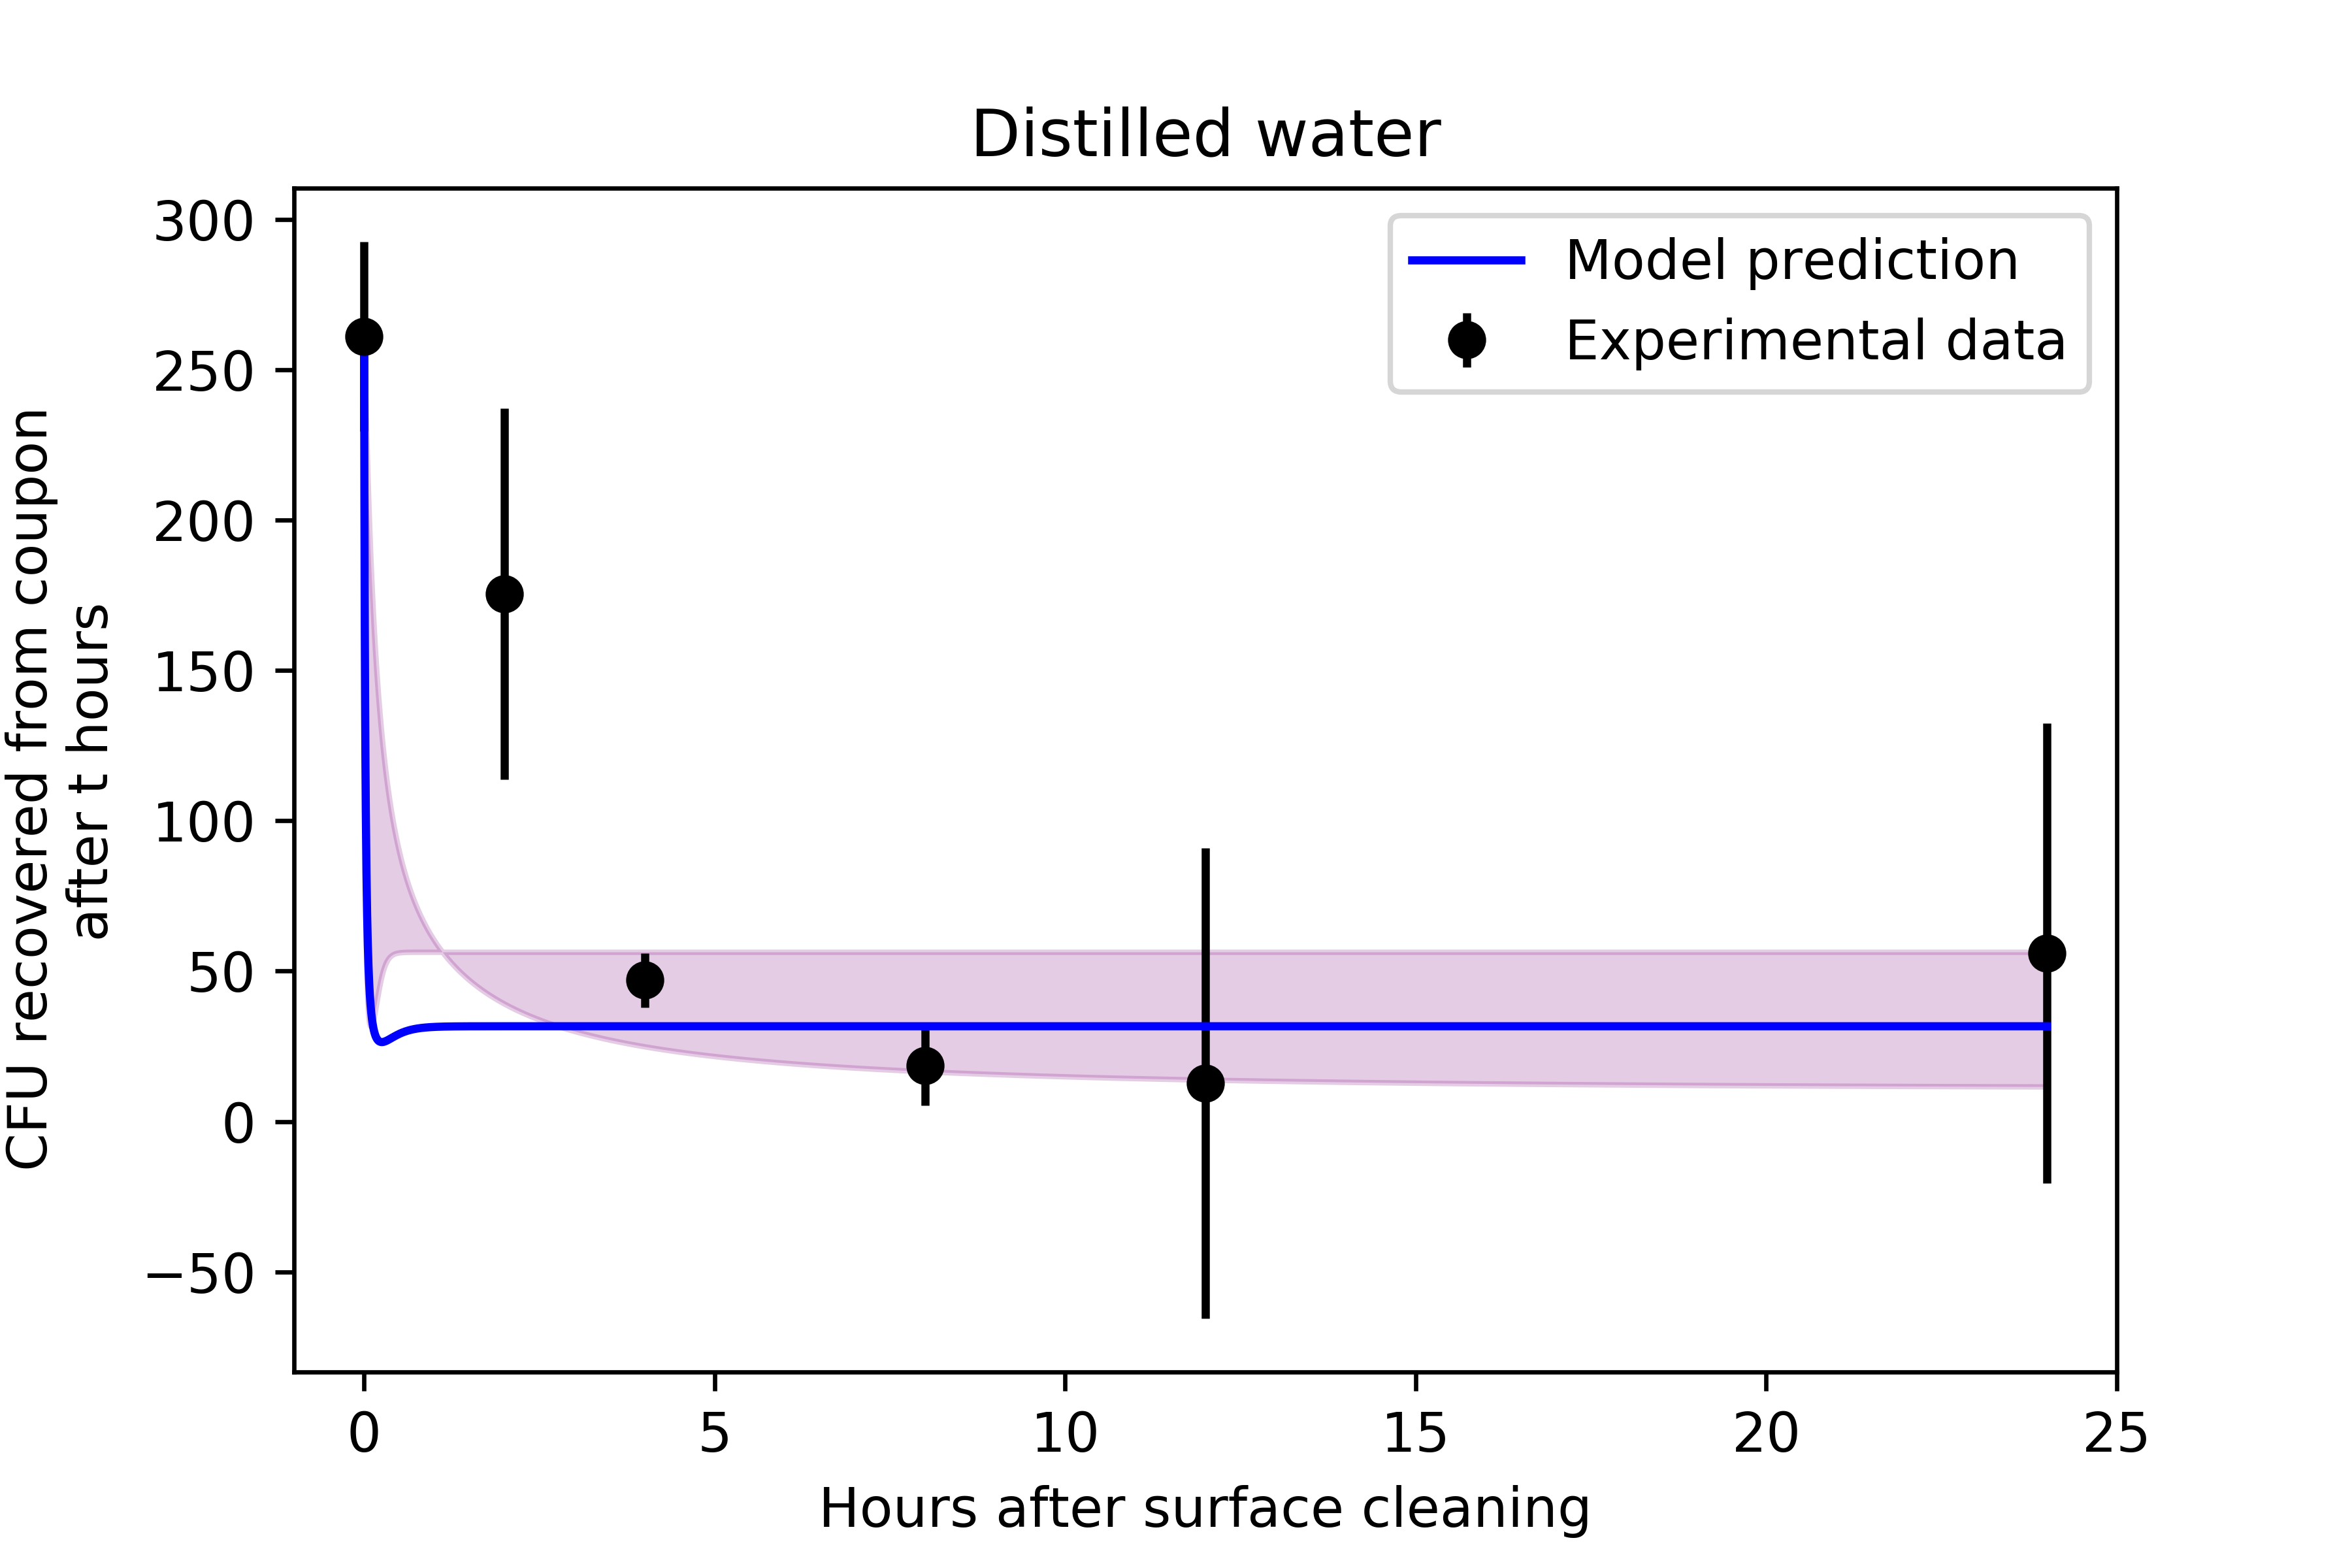 Distilled water
Model prediction
Experimental data
CFU recovered from coupon
after t hours
300
250
200
150
100
50
0
−50
0 5 10 15 20 25
Hours after surface cleaning